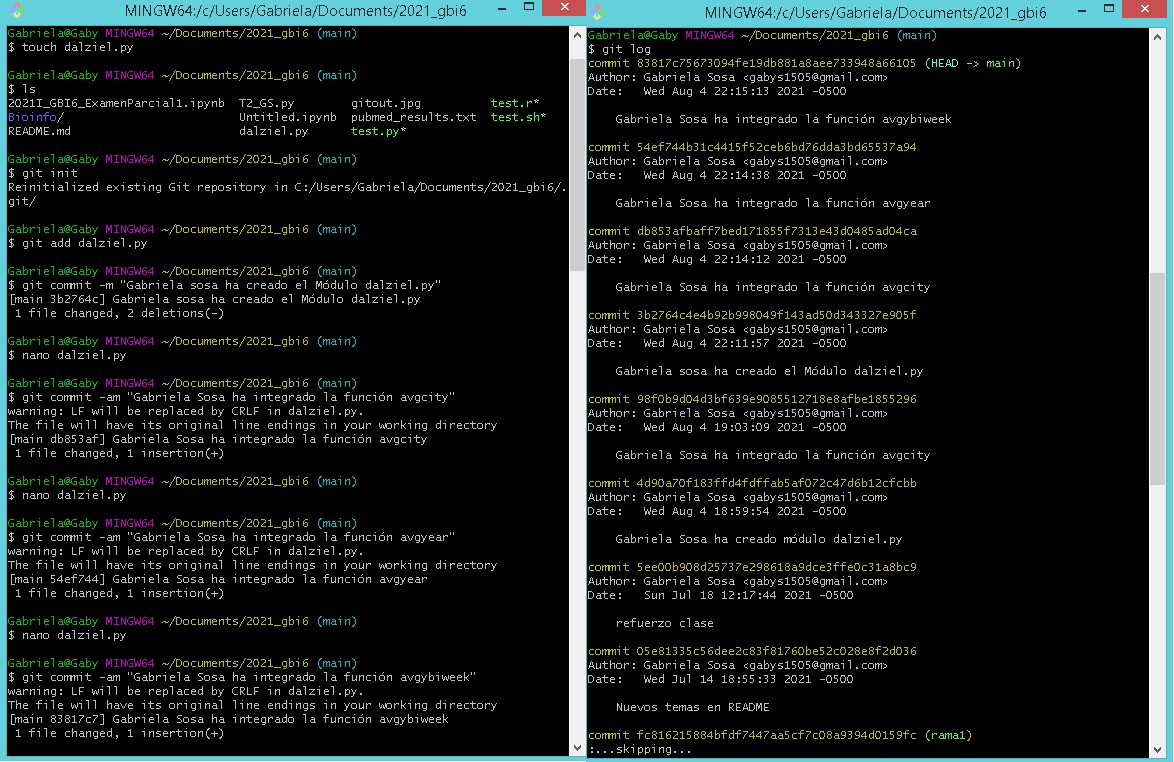 MINGW64:/c/Users/Gabriela/Documents/2021_gbi6
Gabriela@Gaby MINGW64 ~/Documents/2021_gbi6 (main)
$ touch dalziel.py
Gabriela@Gaby MINGW64 ~/Documents/2021_gbi6 (main)
$ ls
2021I_GBI6_ExamenParcial1.ipynb T2_GS.py gitout.jpg test.r*
Bioinfo/ Untitled.ipynb pubmed_results.txt test.sh*
README.md dalziel.py test.py*
Gabriela@Gaby MINGW64 ~/Documents/2021_gbi6 (main)
$ git init
Reinitialized existing Git repository in C:/Users/Gabriela/Documents/2021_gbi6/.
git/
Gabriela@Gaby MINGW64 ~/Documents/2021_gbi6 (main)
$ git add dalziel.py
Gabriela@Gaby MINGW64 ~/Documents/2021_gbi6 (main)
$ git commit -m "Gabriela sosa ha creado el Módulo dalziel.py"
[main 3b2764c] Gabriela sosa ha creado el Módulo dalziel.py
1 file changed, 2 deletions(-)
Gabriela@Gaby MINGW64 ~/Documents/2021_gbi6 (main)
$ nano dalziel.py
Gabriela@Gaby MINGW64 ~/Documents/2021_gbi6 (main)
$ git commit -am "Gabriela Sosa ha integrado la función avgcity"
warning: LF will be replaced by CRLF in dalziel.py.
The file will have its original line endings in your working directory
[main db853af] Gabriela Sosa ha integrado la función avgcity
1 file changed, 1 insertion(+)
Gabriela@Gaby MINGW64 ~/Documents/2021_gbi6 (main)
$ nano dalziel.py
Gabriela@Gaby MINGW64 ~/Documents/2021_gbi6 (main)
$ git commit -am "Gabriela Sosa ha integrado la función avgyear"
warning: LF will be replaced by CRLF in dalziel.py.
The file will have its original line endings in your working directory
[main 54ef744] Gabriela Sosa ha integrado la función avgyear
1 file changed, 1 insertion(+)
Gabriela@Gaby MINGW64 ~/Documents/2021_gbi6 (main)
$ nano dalziel.py
Gabriela@Gaby MINGW64 ~/Documents/2021_gbi6 (main)
$ git commit -am "Gabriela Sosa ha integrado la función avgybiweek"
warning: LF will be replaced by CRLF in dalziel.py.
The file will have its original line endings in your working directory
[main 83817c7] Gabriela Sosa ha integrado la función avgybiweek
1 file changed, 1 insertion(+)
MINGW64:/c/Users/Gabriela/Documents/2021_gbi6
Gabriela@Gaby MINGW64 ~/Documents/2021_gbi6 (main)
$ git log
commit 83817c75673094fe19db881a8aee733948a66105 (HEAD -> main)
Author: Gabriela Sosa <gabys1505@gmail.com>
Date: Wed Aug 4 22:15:13 2021 -0500
Gabriela Sosa ha integrado la función avgybiweek
commit 54ef744b31c4415f52ceb6bd76dda3bd65537a94
Author: Gabriela Sosa <gabys1505@gmail.com>
Date: Wed Aug 4 22:14:38 2021 -0500
Gabriela Sosa ha integrado la función avgyear
commit db853afbaff7bed171855f7313e43d0485ad04ca
Author: Gabriela Sosa <gabys1505@gmail.com>
Date: Wed Aug 4 22:14:12 2021 -0500
Gabriela Sosa ha integrado la función avgcity
commit 3b2764c4e4b92b998049f143ad50d343327e905f
Author: Gabriela Sosa <gabys1505@gmail.com>
Date: Wed Aug 4 22:11:57 2021 -0500
Gabriela sosa ha creado el Módulo dalziel.py
commit 98f0b9d04d3bf639e9085512718e8afbe1855296
Author: Gabriela Sosa <gabys1505@gmail.com>
Date: Wed Aug 4 19:03:09 2021 -0500
Gabriela Sosa ha integrado la función avgcity
commit 4d90a70f183ffd4fdffab5af072c47d6b12cfcbb
Author: Gabriela Sosa <gabys1505@gmail.com>
Date: Wed Aug 4 18:59:54 2021 -0500
Gabriela Sosa ha creado módulo dalziel.py
commit 5ee00b908d25737e298618a9dce3ffe0c31a8bc9
Author: Gabriela Sosa <gabys1505@gmail.com>
Date: Sun Jul 18 12:17:44 2021 -0500
refuerzo clase
commit 05e81335c56dee2c83f81760be52c028e8f2d036
Author: Gabriela Sosa <gabys1505@gmail.com>
Date: Wed Jul 14 18:55:33 2021 -0500
Nuevos temas en README
commit fc816215884bfdf7447aa5cf7c08a9394d0159fc (rama1)
:...skipping...